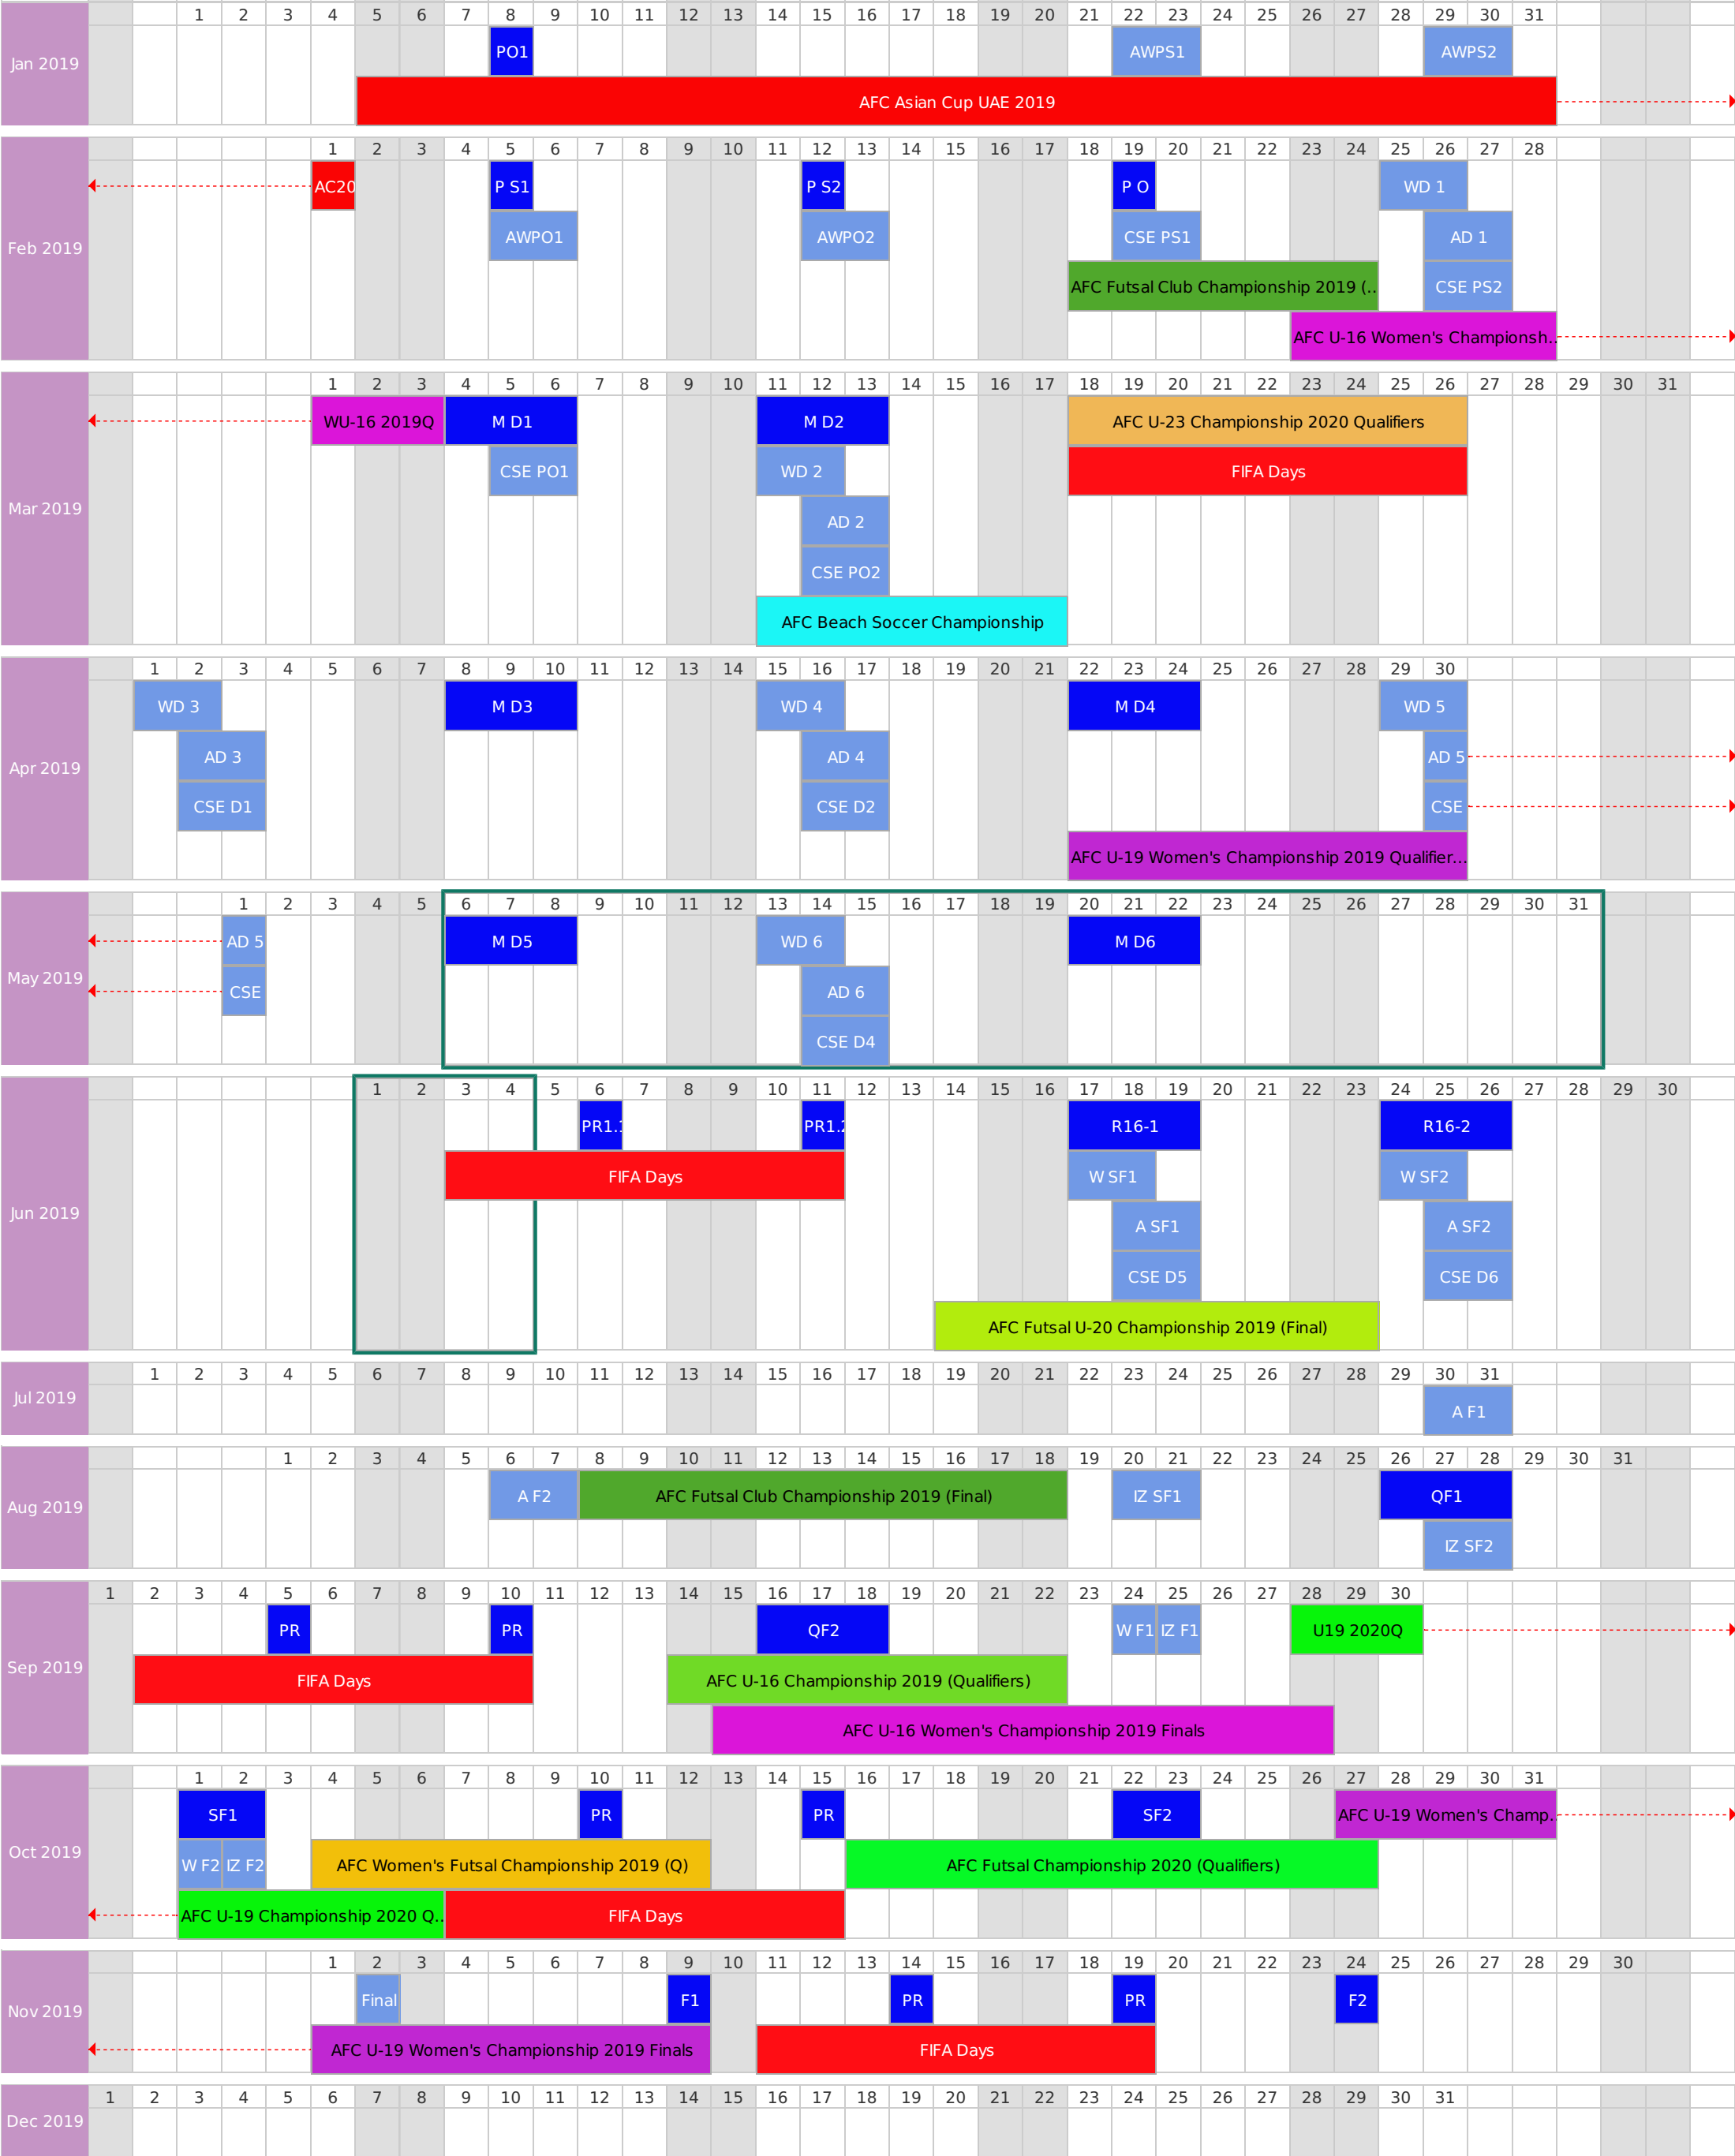 1 2 3 4 5 6 7 8 9 10 11 12 13 14 15 16 17 18 19 20 21 22 23 24 25 26 27 28 29 30 31
Jan 2019
PO1 AWPS1 AWPS2
AFC Asian Cup UAE 2019
1 2 3 4 5 6 7 8 9 10 11 12 13 14 15 16 17 18 19 20 21 22 23 24 25 26 27 28
Feb 2019
AC20 P S1 P S2 P O WD 1
AWPO1 AWPO2 CSE PS1 AD 1
AFC Futsal Club Championship 2019 (... CSE PS2
AFC U-16 Women's Championsh...
1 2 3 4 5 6 7 8 9 10 11 12 13 14 15 16 17 18 19 20 21 22 23 24 25 26 27 28 29 30 31
Mar 2019
WU-16 2019Q M D1 M D2 AFC U-23 Championship 2020 Qualifiers
CSE PO1 WD 2 FIFA Days
AD 2
CSE PO2
AFC Beach Soccer Championship
1 2 3 4 5 6 7 8 9 10 11 12 13 14 15 16 17 18 19 20 21 22 23 24 25 26 27 28 29 30
Apr 2019
WD 3 M D3 WD 4 M D4 WD 5
AD 3 AD 4 AD 5
CSE D1 CSE D2 CSE
AFC U-19 Women's Championship 2019 Qualifier...
1 2 3 4 5 6 7 8 9 10 11 12 13 14 15 16 17 18 19 20 21 22 23 24 25 26 27 28 29 30 31
May 2019
AD 5 M D5 WD 6 M D6
CSE AD 6
CSE D4
1 2 3 4 5 6 7 8 9 10 11 12 13 14 15 16 17 18 19 20 21 22 23 24 25 26 27 28 29 30
Jun 2019
PR1.1 PR1.2 R16-1 R16-2
FIFA Days W SF1 W SF2
A SF1 A SF2
CSE D5 CSE D6
AFC Futsal U-20 Championship 2019 (Final)
1 2 3 4 5 6 7 8 9 10 11 12 13 14 15 16 17 18 19 20 21 22 23 24 25 26 27 28 29 30 31
Jul 2019
A F1
1 2 3 4 5 6 7 8 9 10 11 12 13 14 15 16 17 18 19 20 21 22 23 24 25 26 27 28 29 30 31
Aug 2019
A F2 AFC Futsal Club Championship 2019 (Final) IZ SF1 QF1
IZ SF2
1 2 3 4 5 6 7 8 9 10 11 12 13 14 15 16 17 18 19 20 21 22 23 24 25 26 27 28 29 30
Sep 2019
PR PR QF2 W F1 IZ F1 U19 2020Q
FIFA Days AFC U-16 Championship 2019 (Qualifiers)
AFC U-16 Women's Championship 2019 Finals
1 2 3 4 5 6 7 8 9 10 11 12 13 14 15 16 17 18 19 20 21 22 23 24 25 26 27 28 29 30 31
Oct 2019
SF1 PR PR SF2 AFC U-19 Women's Champ...
W F2 IZ F2 AFC Women's Futsal Championship 2019 (Q) AFC Futsal Championship 2020 (Qualifiers)
AFC U-19 Championship 2020 Q... FIFA Days
1 2 3 4 5 6 7 8 9 10 11 12 13 14 15 16 17 18 19 20 21 22 23 24 25 26 27 28 29 30
Nov 2019
Final F1 PR PR F2
AFC U-19 Women's Championship 2019 Finals FIFA Days
1 2 3 4 5 6 7 8 9 10 11 12 13 14 15 16 17 18 19 20 21 22 23 24 25 26 27 28 29 30 31
Dec 2019